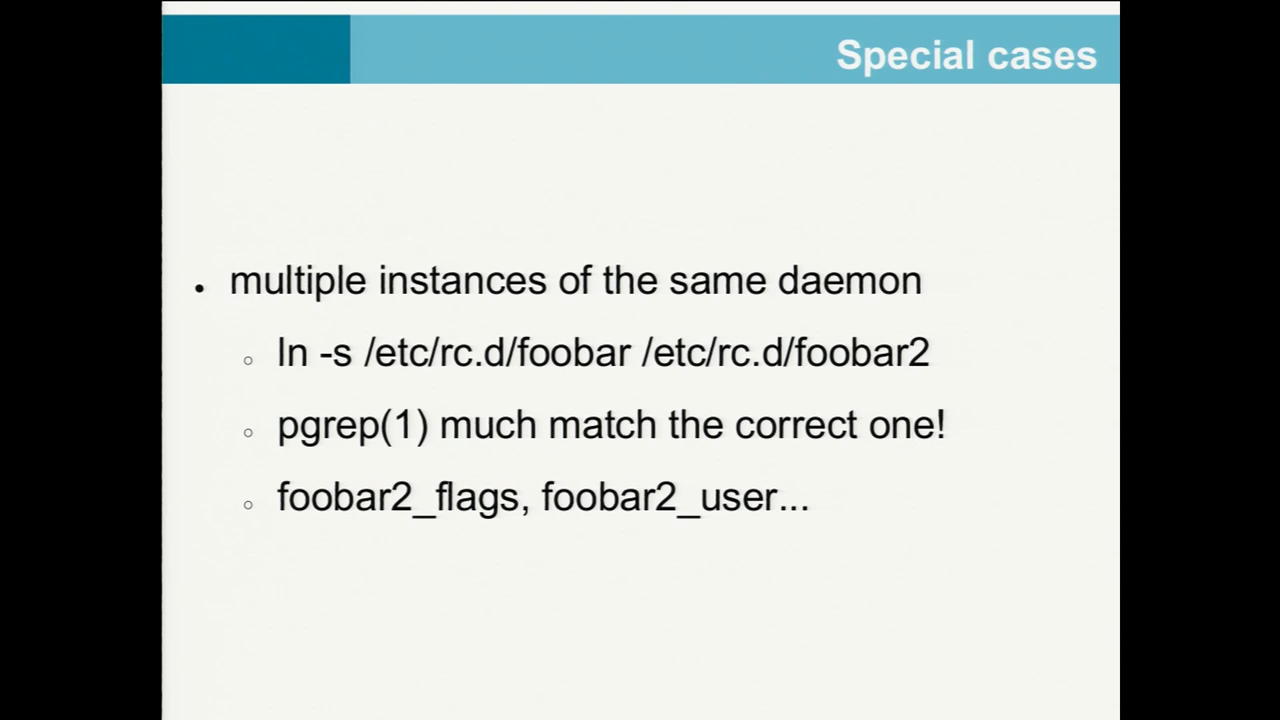 Special cases
• multiple instances of the same daemon
○ ln -s /etc/rc.d/foobar /etc/rc.d/foobar2
○ pgrep(1) much match the correct one!
○ foobar2_flags, foobar2_user...